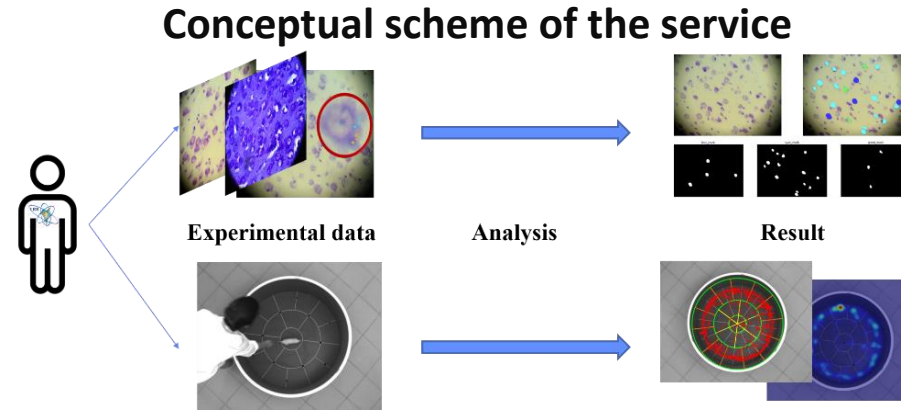 Conceptual scheme of the service
Experimental data
Analysis
Result